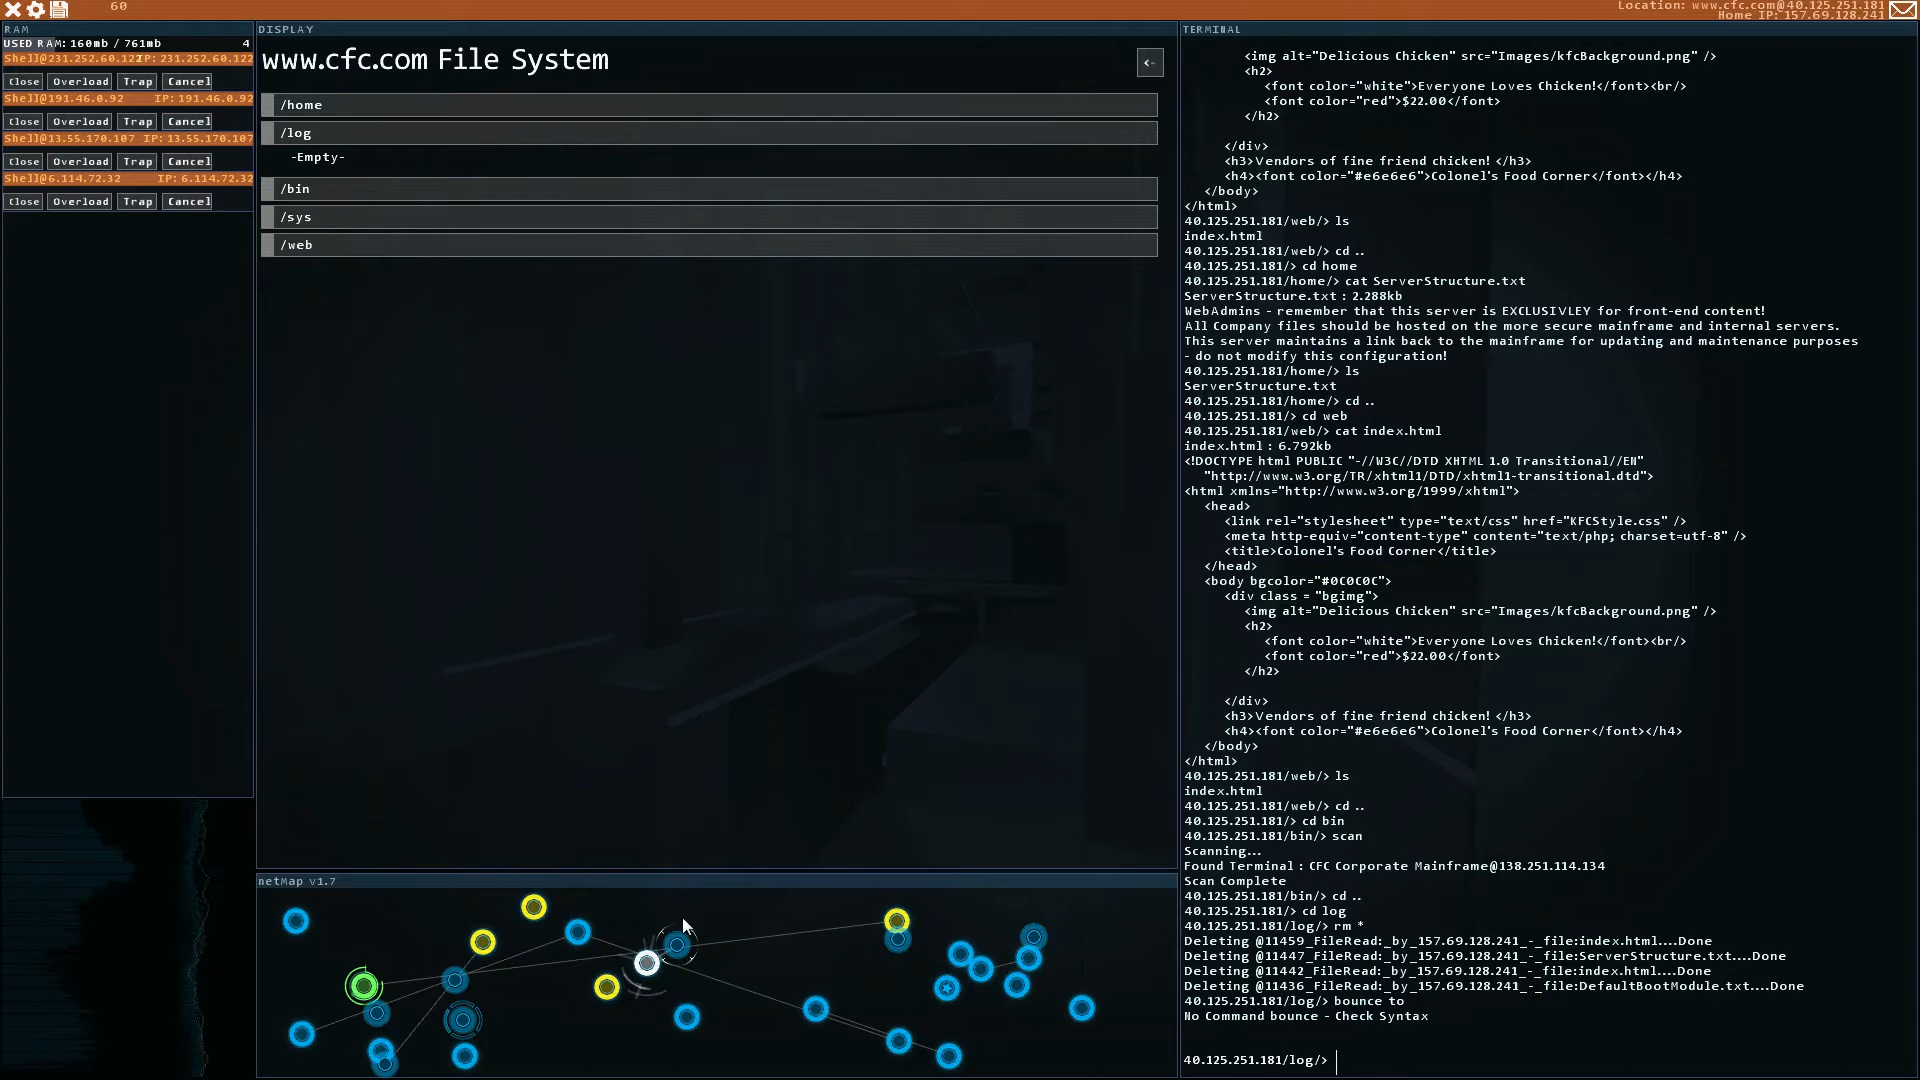 60
Location: www.cfc.com@40.125.251.181
Home IP: 157.69.128.241
RAM
USED RAM: 160mb / 761mb 4
Shell@231.252.60.122 IP: 231.252.60.122
Close Overload Trap Cancel
Shell@191.46.0.92 IP: 191.46.0.92
Close Overload Trap Cancel
Shell@13.55.170.107 IP: 13.55.170.107
Close Overload Trap Cancel
Shell@6.114.72.32 IP: 6.114.72.32
Close Overload Trap Cancel
DISPLAY
www.cfc.com File System
<-
/home
/log
-Empty-
/bin
/sys
/web
netMap v1.7
TERMINAL
<img alt="Delicious Chicken" src="Images/kfcBackground.png" />
<h2>
<font color="white">Everyone Loves Chicken!</font><br/>
<font color="red">$22.00</font>
</h2>
</div>
<h3>Vendors of fine friend chicken! </h3>
<h4><font color="#e6e6e6">Colonel's Food Corner</font></h4>
</body>
</html>
40.125.251.181/web/> ls
index.html
40.125.251.181/web/> cd ..
40.125.251.181/> cd home
40.125.251.181/home/> cat ServerStructure.txt
ServerStructure.txt : 2.288kb
WebAdmins - remember that this server is EXCLUSIVLEY for front-end content!
All Company files should be hosted on the more secure mainframe and internal servers.
This server maintains a link back to the mainframe for updating and maintenance purposes
- do not modify this configuration!
40.125.251.181/home/> ls
ServerStructure.txt
40.125.251.181/home/> cd ..
40.125.251.181/> cd web
40.125.251.181/web/> cat index.html
index.html : 6.792kb
<!DOCTYPE html PUBLIC "-//W3C//DTD XHTML 1.0 Transitional//EN"
"http://www.w3.org/TR/xhtml1/DTD/xhtml1-transitional.dtd">
<html xmlns="http://www.w3.org/1999/xhtml">
<head>
<link rel="stylesheet" type="text/css" href="KFCStyle.css" />
<meta http-equiv="content-type" content="text/php; charset=utf-8" />
<title>Colonel's Food Corner</title>
</head>
<body bgcolor="#0C0C0C">
<div class = "bgimg">
<img alt="Delicious Chicken" src="Images/kfcBackground.png" />
<h2>
<font color="white">Everyone Loves Chicken!</font><br/>
<font color="red">$22.00</font>
</h2>
</div>
<h3>Vendors of fine friend chicken! </h3>
<h4><font color="#e6e6e6">Colonel's Food Corner</font></h4>
</body>
</html>
40.125.251.181/web/> ls
index.html
40.125.251.181/web/> cd ..
40.125.251.181/> cd bin
40.125.251.181/bin/> scan
Scanning...
Found Terminal : CFC Corporate Mainframe@138.251.114.134
Scan Complete
40.125.251.181/bin/> cd ..
40.125.251.181/> cd log
40.125.251.181/log/> rm *
Deleting @11459_FileRead:_by_157.69.128.241_-_file:index.html....Done
Deleting @11447_FileRead:_by_157.69.128.241_-_file:ServerStructure.txt....Done
Deleting @11442_FileRead:_by_157.69.128.241_-_file:index.html....Done
Deleting @11436_FileRead:_by_157.69.128.241_-_file:DefaultBootModule.txt....Done
40.125.251.181/log/> bounce to
No Command bounce - Check Syntax
40.125.251.181/log/>